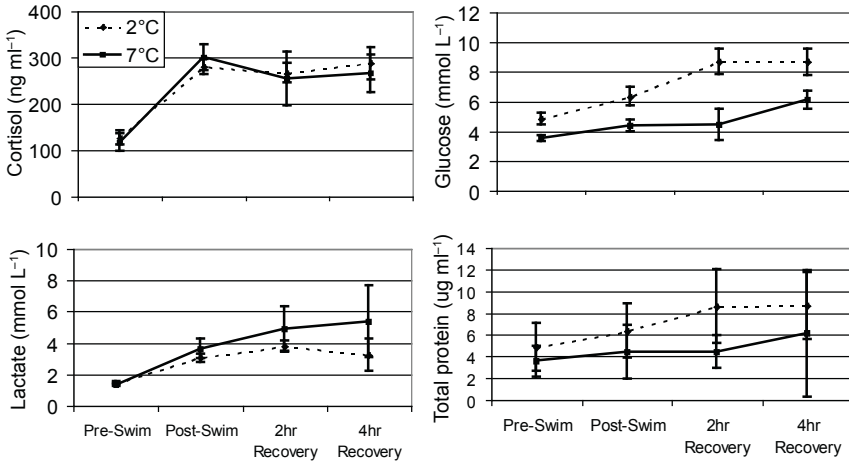 Cortisol (ng ml⁻¹)
400
300
200
100
0
2°C
7°C
Glucose (mmol L⁻¹)
12
10
8
6
4
2
0
Lactate (mmol L⁻¹)
10
8
6
4
2
0
Pre-Swim
Post-Swim
2hr
Recovery
4hr
Recovery
Total protein (ug ml⁻¹)
14
12
10
8
6
4
2
0
Pre-Swim
Post-Swim
2hr
Recovery
4hr
Recovery